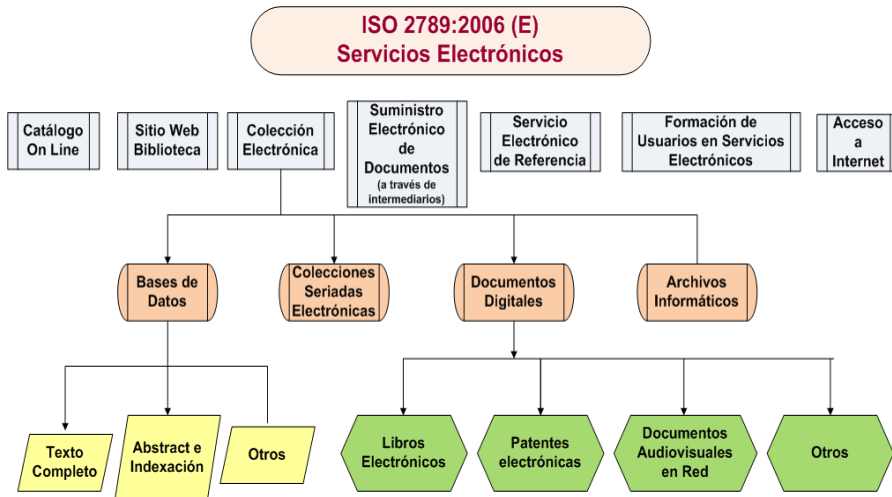 ISO 2789:2006 (E)
Servicios Electrónicos
Catálogo
On Line
Sitio Web
Biblioteca
Colección
Electrónica
Suministro
Electrónico
de
Documentos
(a través de
intermediarios)
Servicio
Electrónico
de Referencia
Formación de
Usuarios en Servicios
Electrónicos
Acceso
a
Internet
Bases de
Datos
Colecciones
Seriadas
Electrónicas
Documentos
Digitales
Archivos
Informáticos
Texto
Completo
Abstract e
Indexación
Otros
Libros
Electrónicos
Patentes
electrónicas
Documentos
Audiovisuales
en Red
Otros